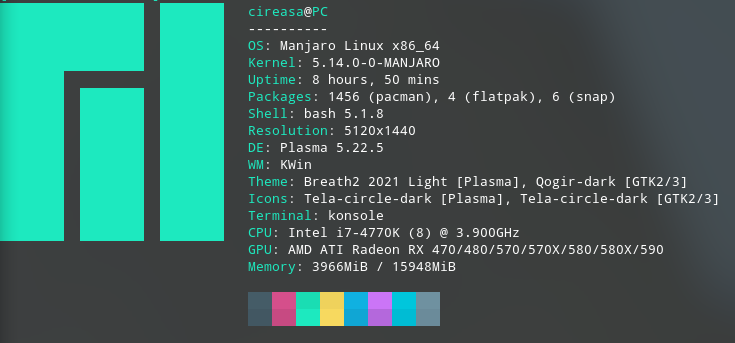 cireasa@PC
----------
OS: Manjaro Linux x86_64
Kernel: 5.14.0-0-MANJARO
Uptime: 8 hours, 50 mins
Packages: 1456 (pacman), 4 (flatpak), 6 (snap)
Shell: bash 5.1.8
Resolution: 5120x1440
DE: Plasma 5.22.5
WM: KWin
Theme: Breath2 2021 Light [Plasma], Qogir-dark [GTK2/3]
Icons: Tela-circle-dark [Plasma], Tela-circle-dark [GTK2/3]
Terminal: konsole
CPU: Intel i7-4770K (8) @ 3.900GHz
GPU: AMD ATI Radeon RX 470/480/570/570X/580/580X/590
Memory: 3966MiB / 15948MiB